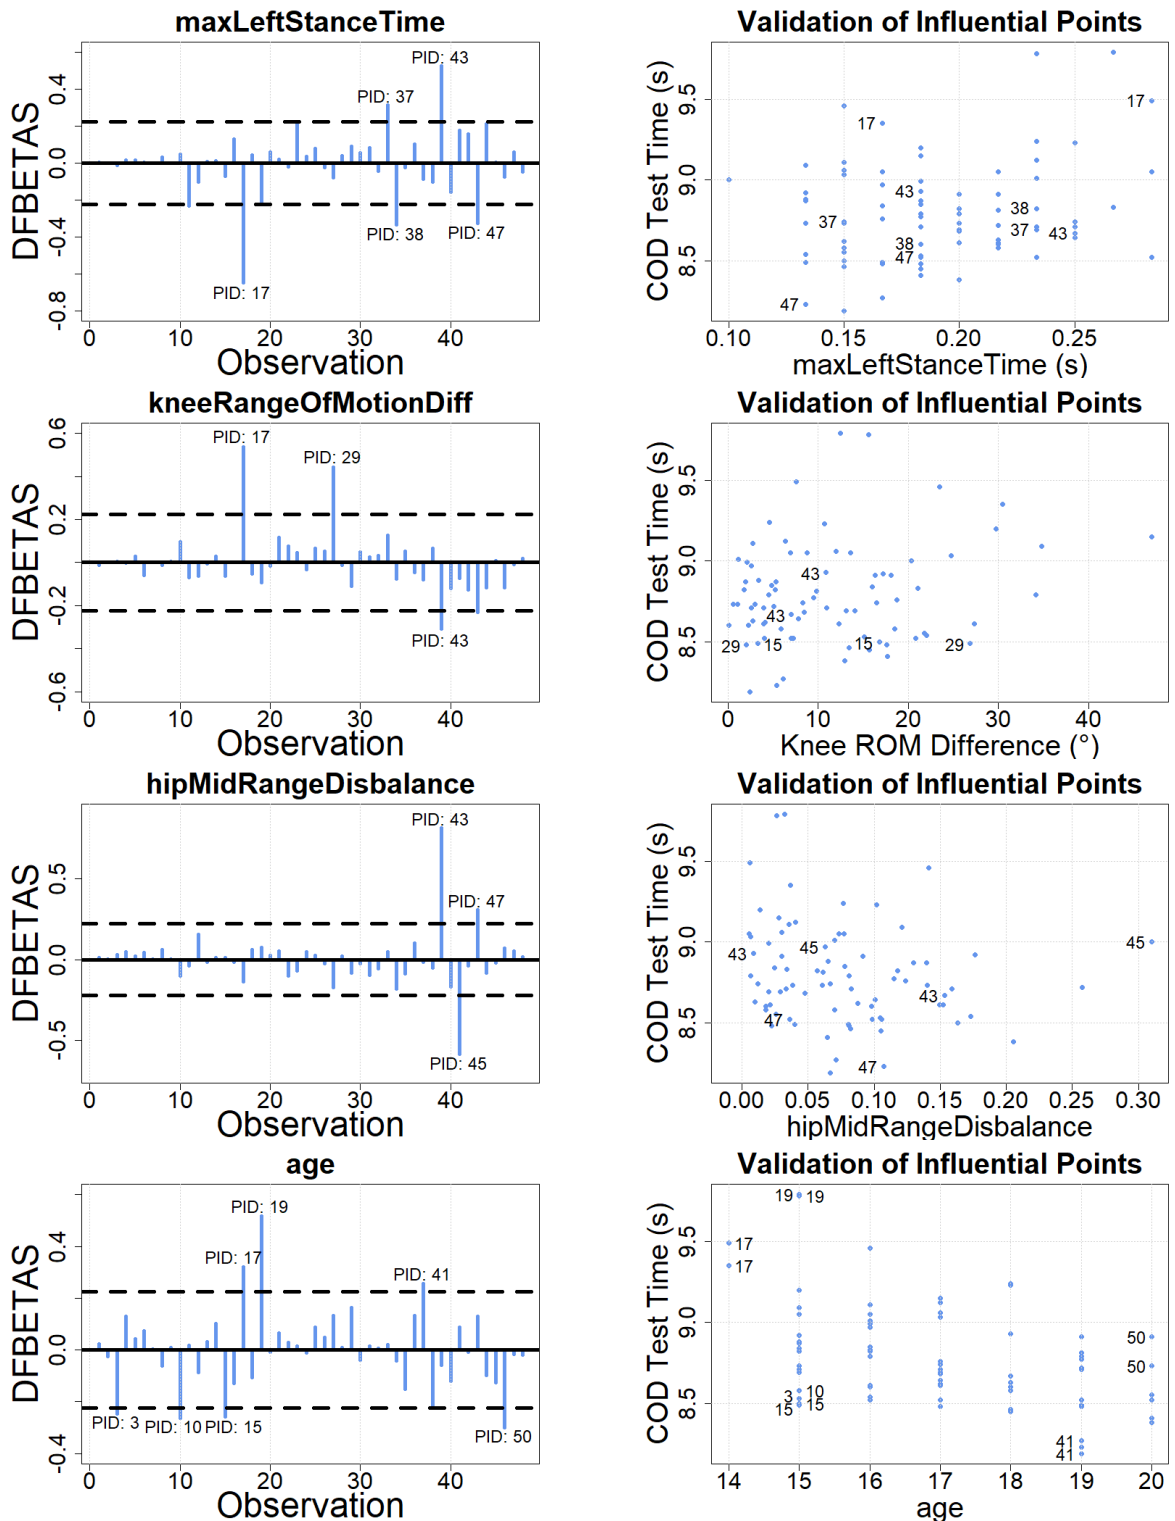 maxLeftStanceTime
DFBETAS
0.4
0.0
-0.4
-0.8
PID: 43
PID: 37
PID: 38
PID: 47
PID: 17
0 10 20 30 40
Observation
Validation of Influential Points
COD Test Time (s)
9.5
9.0
8.5
17
17
43
38
37
37
43
38
47
47
0.10 0.15 0.20 0.25
maxLeftStanceTime (s)
kneeRangeOfMotionDiff
DFBETAS
0.6
0.2
-0.2
-0.6
PID: 17
PID: 29
PID: 43
0 10 20 30 40
Observation
Validation of Influential Points
COD Test Time (s)
9.5
9.0
8.5
43
43
29
15
15
29
0 10 20 30 40
Knee ROM Difference (°)
hipMidRangeDisbalance
DFBETAS
0.5
0.0
-0.5
PID: 43
PID: 47
PID: 45
0 10 20 30 40
Observation
Validation of Influential Points
COD Test Time (s)
9.5
9.0
8.5
43
45
45
43
47
47
0.00 0.05 0.10 0.15 0.20 0.25 0.30
hipMidRangeDisbalance
age
DFBETAS
0.4
0.0
-0.4
PID: 19
PID: 17
PID: 41
PID: 3
PID: 10
PID: 15
PID: 50
0 10 20 30 40
Observation
Validation of Influential Points
COD Test Time (s)
9.5
9.0
8.5
19 19
17
17
50
50
10
3
15
15
41
41
14 15 16 17 18 19 20
age